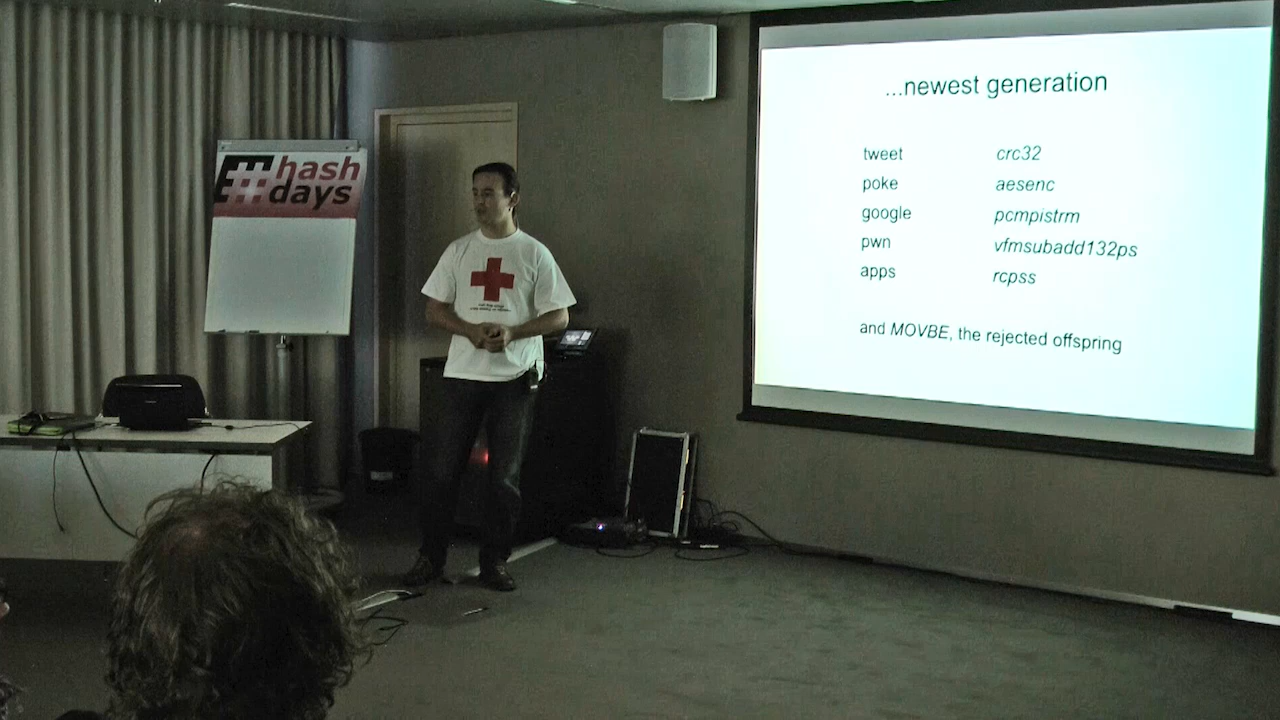 hash
days
...newest generation
tweet crc32
poke aesenc
google pcmpistrm
pwn vfmsubadd132ps
apps rcpss
and MOVBE, the rejected offspring